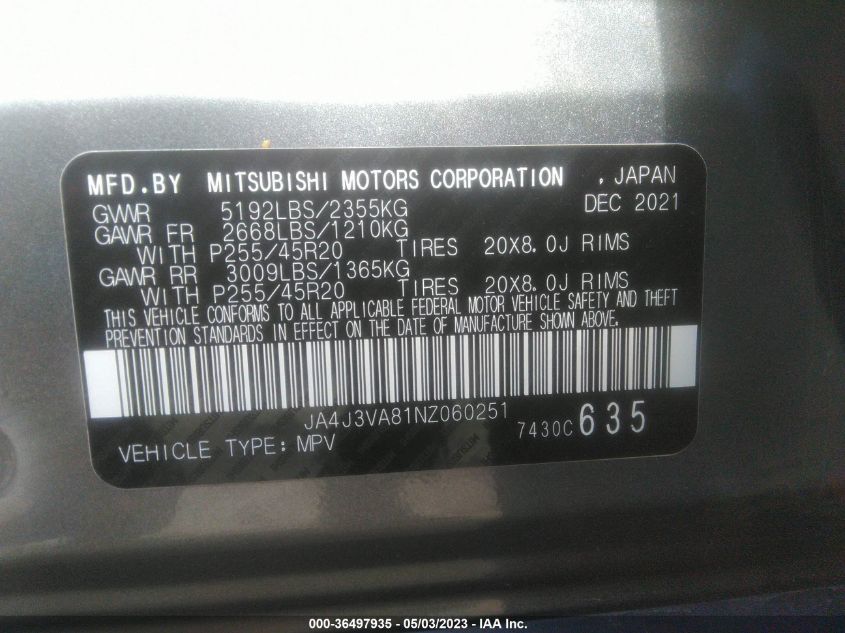 MFD.BY MITSUBISHI MOTORS CORPORATION , JAPAN
GVWR 5192LBS/2355KG DEC 2021
GAWR FR 2668LBS/1210KG
WITH P255/45R20 TIRES 20X8.0J RIMS
GAWR RR 3009LBS/1365KG
WITH P255/45R20 TIRES 20X8.0J RIMS
THIS VEHICLE CONFORMS TO ALL APPLICABLE FEDERAL MOTOR VEHICLE SAFETY AND THEFT
PREVENTION STANDARDS IN EFFECT ON THE DATE OF MANUFACTURE SHOWN ABOVE.
JA4J3VA81NZ060251
7430C 635
VEHICLE TYPE: MPV
000-36497935 - 05/03/2023 - IAA Inc.